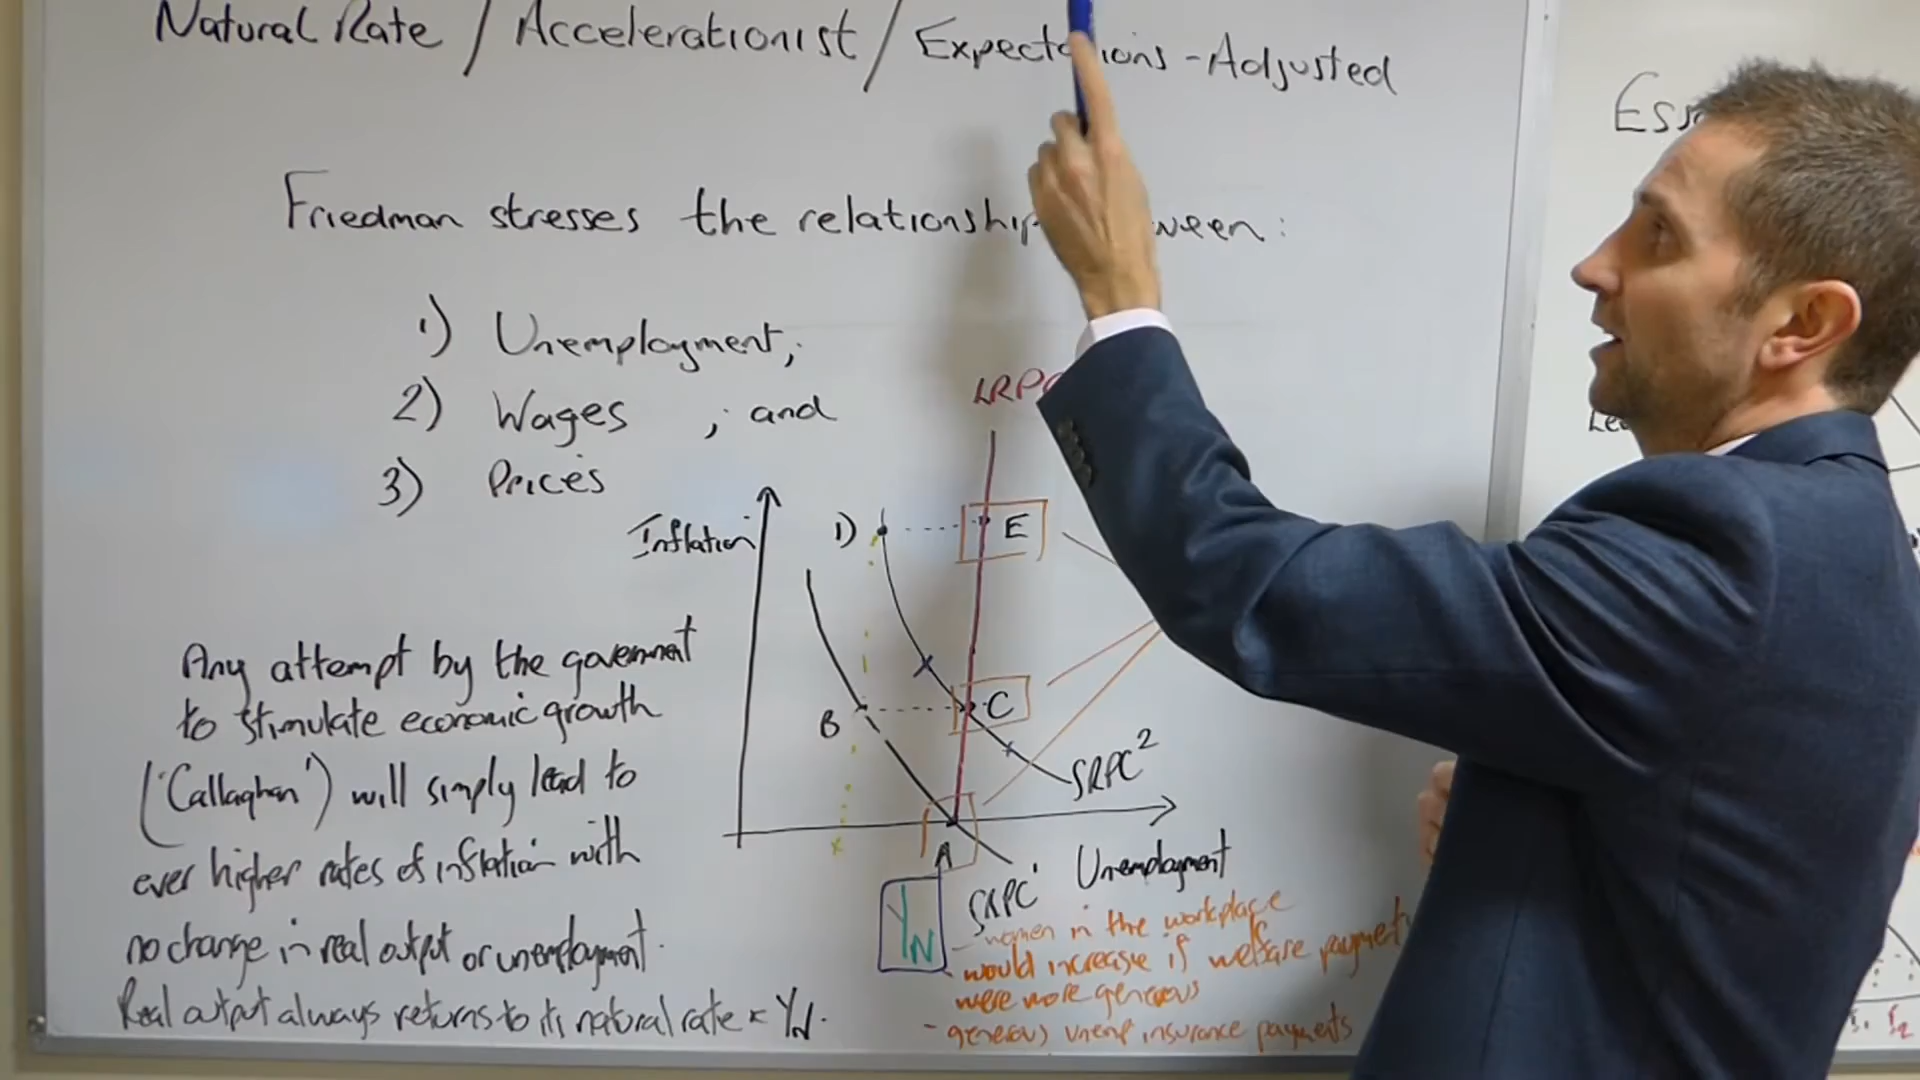 Natural Rate / Accelerationist / Expectations-Adjusted
Friedman stresses the relationship ween:
1) Unemployment;
2) Wages ; and
3) Prices
Any attempt by the government
to stimulate economic growth
('Callaghan') will simply lead to
ever higher rates of inflation with
no change in real output or unemployment.
Real output always returns to its natural rate
YN.
LRPC
Inflation
D
E
B
C
SRPC²
A
Unemployment
SRPC¹
YN
- women in the workplace
would increase if welfare payments
were more generous
- generous unemp insurance payments
Ess